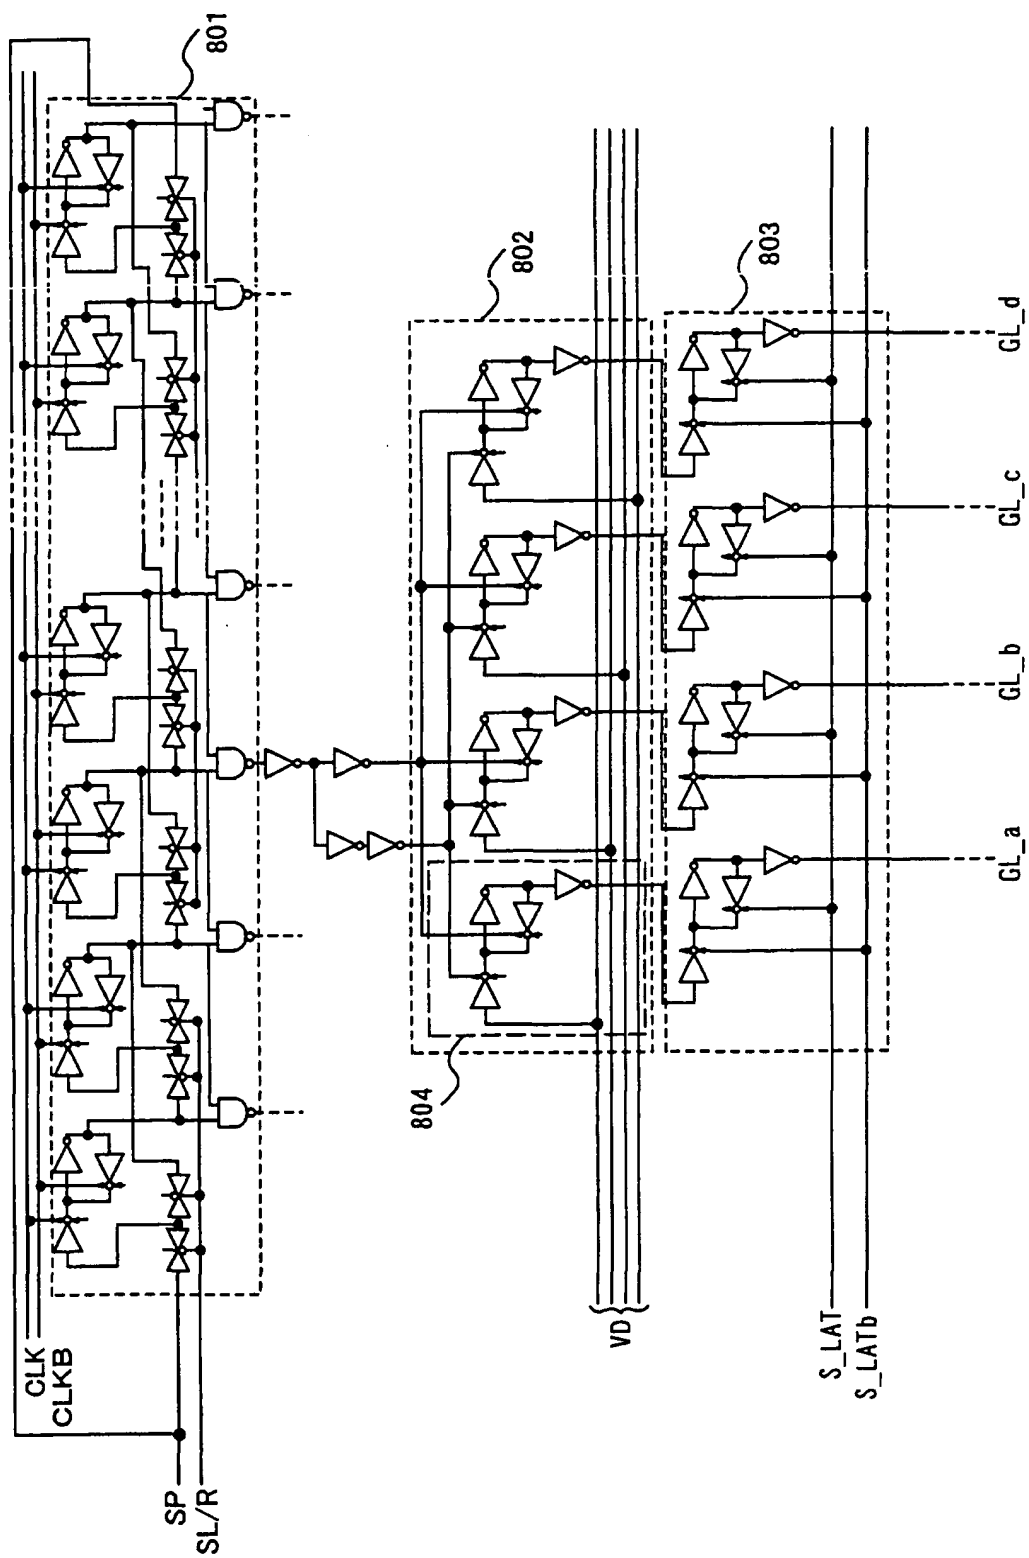 801
CLK
CLKB
SP
SL/R
802
804
VD
803
S_LAT
S_LATb
GL_a
GL_b
GL_c
GL_d